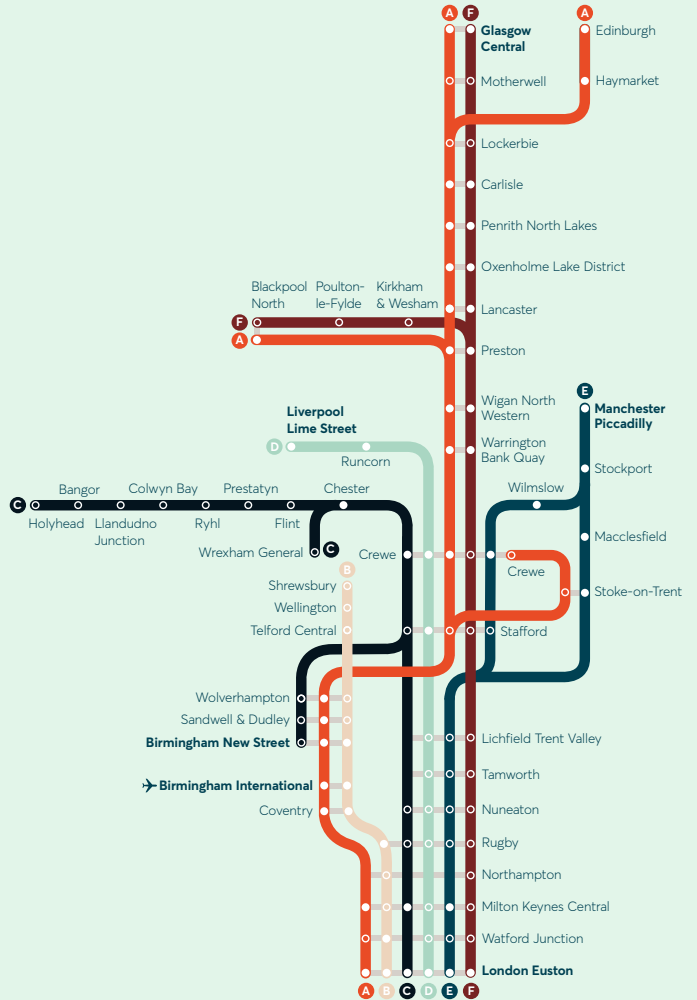 A F A
Glasgow
Central
Edinburgh
Motherwell
Haymarket
Lockerbie
Carlisle
Penrith North Lakes
Oxenholme Lake District
Blackpool
North
Poulton-
le-Fylde
Kirkham
& Wesham
Lancaster
F
A
Preston
E
Wigan North
Western
Manchester
Piccadilly
Liverpool
Lime Street
D
Warrington
Bank Quay
Runcorn
Stockport
Bangor
Colwyn Bay
Prestatyn
Chester
Wilmslow
C
Holyhead
Llandudno
Junction
Ryhl
Flint
Macclesfield
Wrexham General
C
Crewe
Crewe
B
Shrewsbury
Stoke-on-Trent
Wellington
Telford Central
Stafford
Wolverhampton
Sandwell & Dudley
Birmingham New Street
Lichfield Trent Valley
Tamworth
Birmingham International
Coventry
Nuneaton
Rugby
Northampton
Milton Keynes Central
Watford Junction
London Euston
A B C D E F